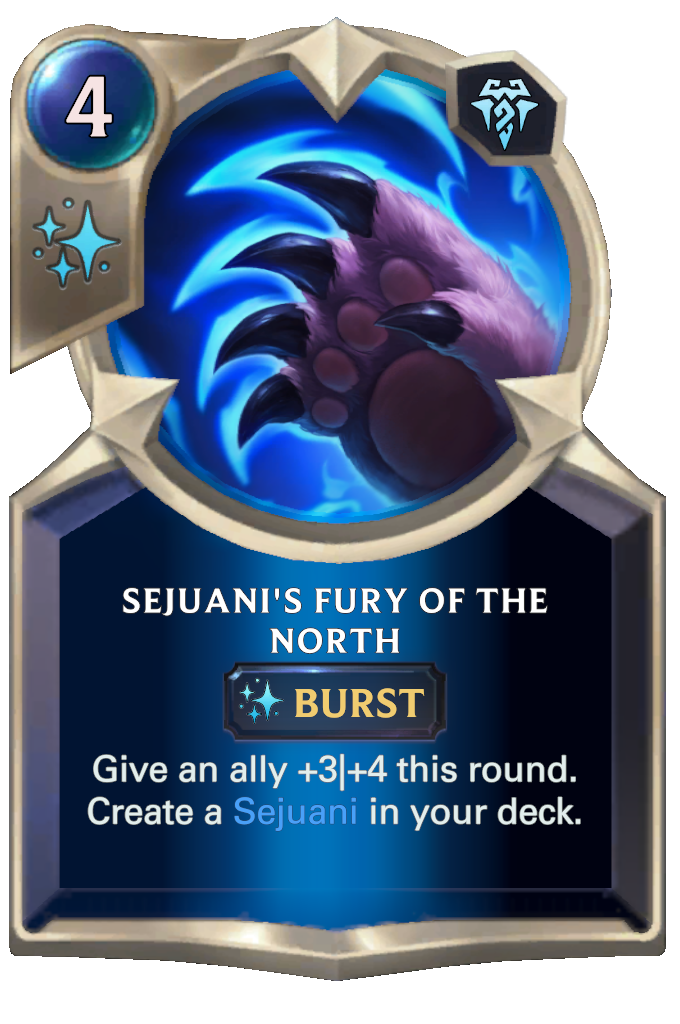 4
SEJUANI'S FURY OF THE
NORTH
BURST
Give an ally +3|+4 this round.
Create a Sejuani in your deck.